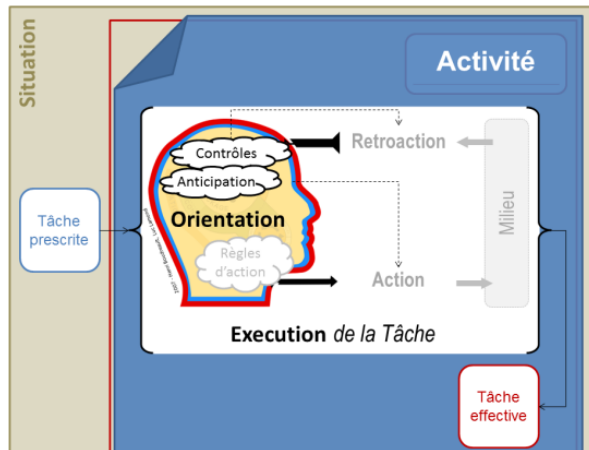 Situation
Activité
Contrôles
Retroaction
Anticipation
Tâche
prescrite
Orientation
Milieu
Règles
d'action
Action
Execution de la Tâche
Tâche
effective